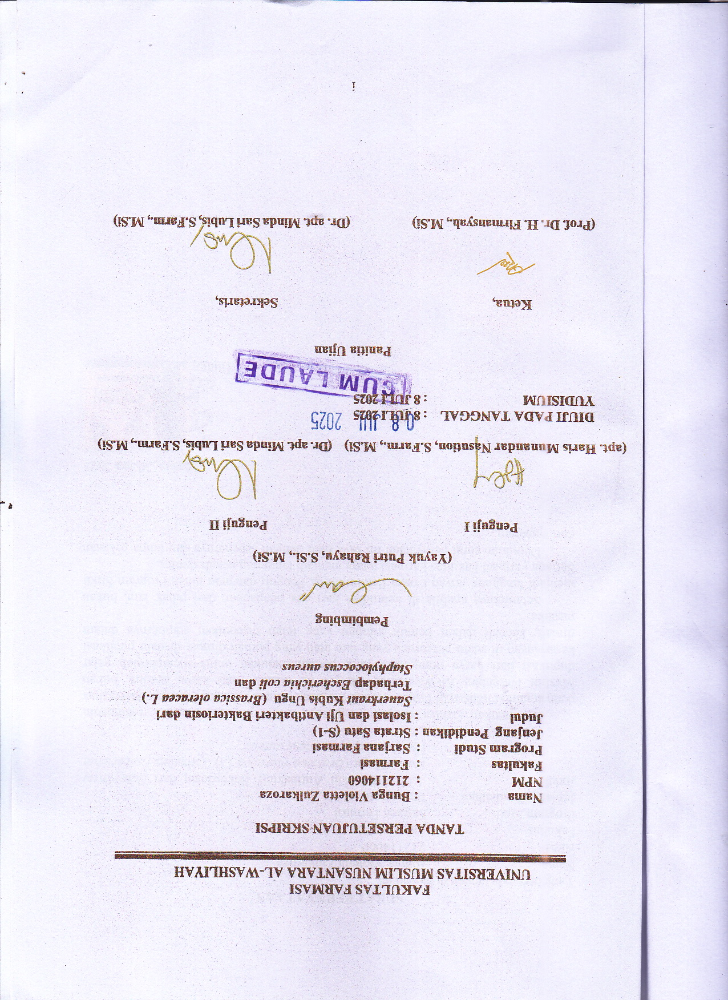 FAKULTAS FARMASI
UNIVERSITAS MUSLIM NUSANTARA AL-WASHLIYAH
TANDA PERSETUJUAN SKRIPSI
Nama : Bunga Violetta Zulkaroza
NPM : 212114060
Fakultas : Farmasi
Program Studi : Sarjana Farmasi
Jenjang Pendidikan : Strata Satu (S-1)
Judul : Isolasi dan Uji Antibakteri Bakteriosin dari
Sauerkraut Kubis Ungu (Brassica oleracea L.)
Terhadap Escherichia coli dan
Staphylococcus aureus
Pembimbing
(Yayuk Putri Rahayu, S.Si., M.Si)
Penguji I Penguji II
(apt. Haris Munandar Nasution, S.Farm., M.Si) (Dr. apt. Minda Sari Lubis, S.Farm., M.Si)
DIUJI PADA TANGGAL : 8 JULI 2025
08 JUL 2025
YUDISIUM : 8 JULI 2025
CUM LAUDE
Panitia Ujian
Ketua, Sekretaris,
(Prof. Dr. H. Firmansyah., M.Si) (Dr. apt. Minda Sari Lubis, S.Farm., M.Si)
i